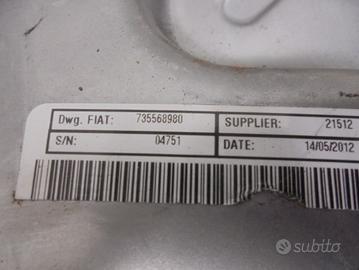 Dwg. FIAT: 735568980 SUPPLIER: 21512
S/N: 04751 DATE: 14/05/2012
subito